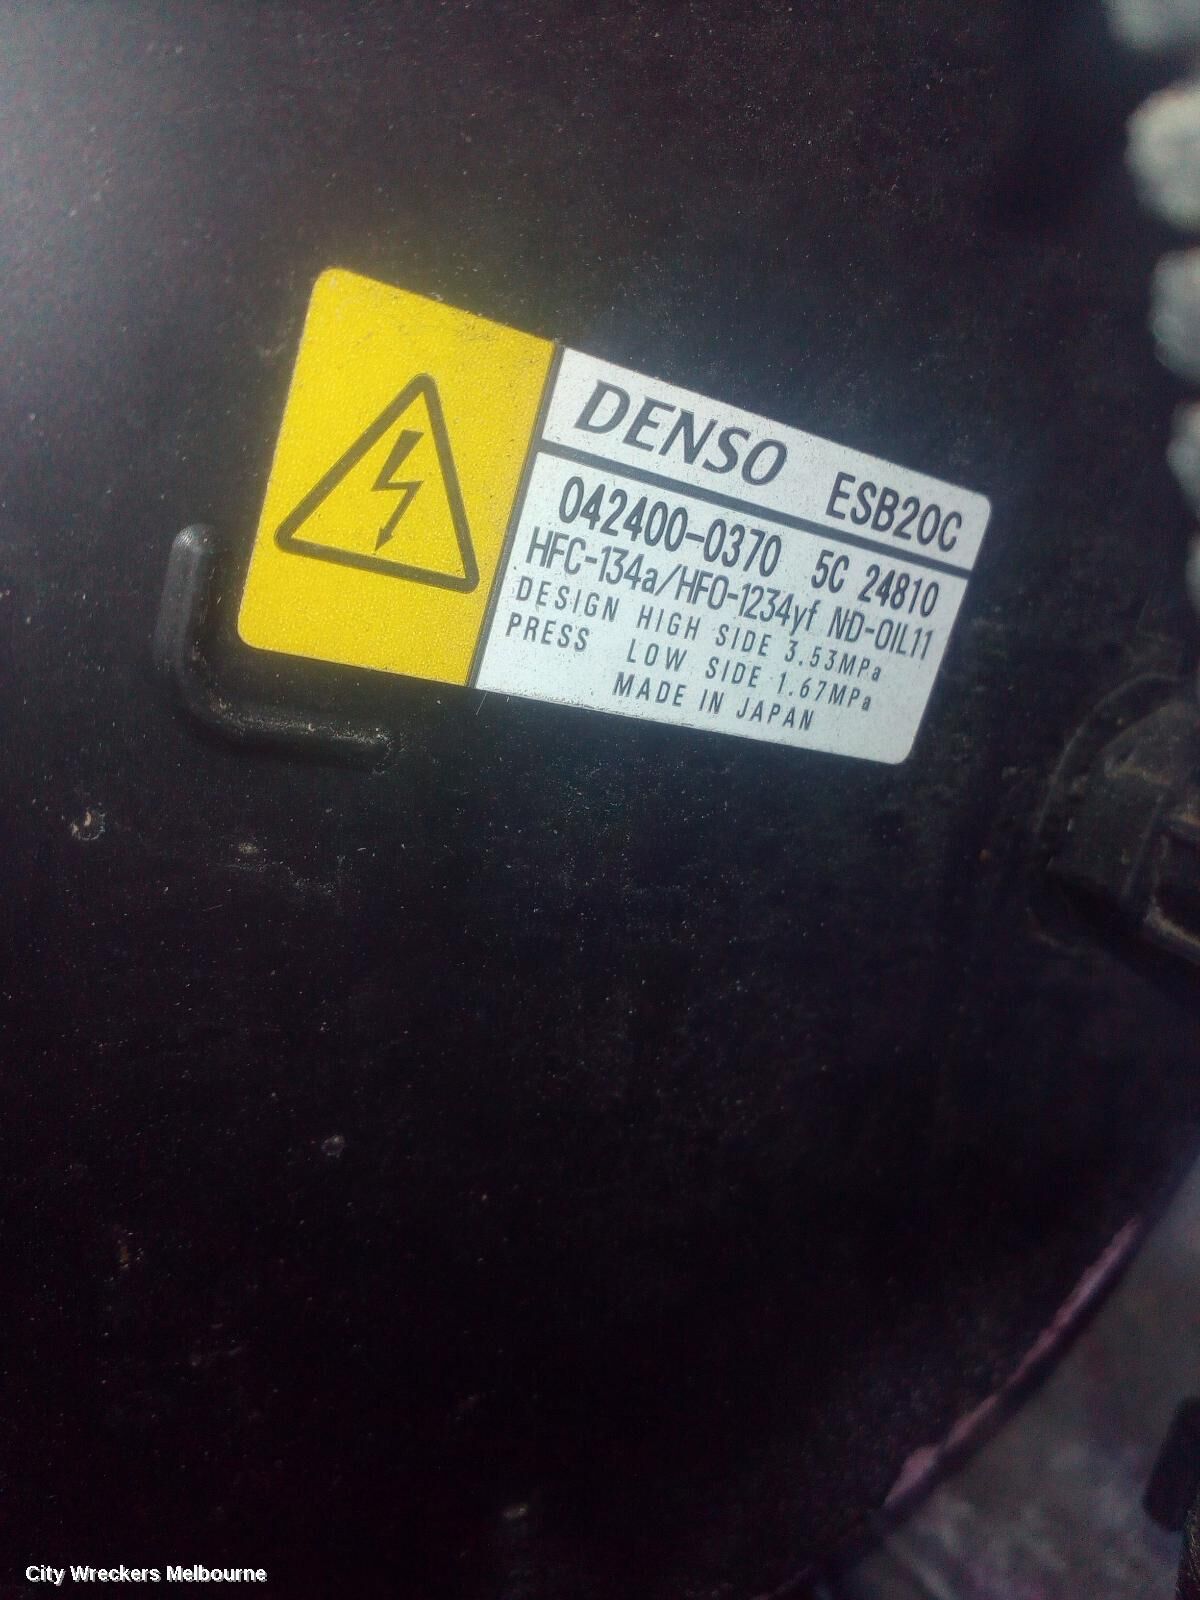 DENSO ESB20C
042400-0370 5C 24810
HFC-134a/HFO-1234yf ND-OIL11
DESIGN HIGH SIDE 3.53MPa
PRESS LOW SIDE 1.67MPa
MADE IN JAPAN
City Wreckers Melbourne